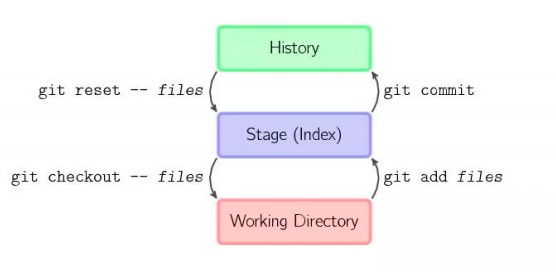 History
git reset -- files
git commit
Stage (Index)
git checkout -- files
git add files
Working Directory